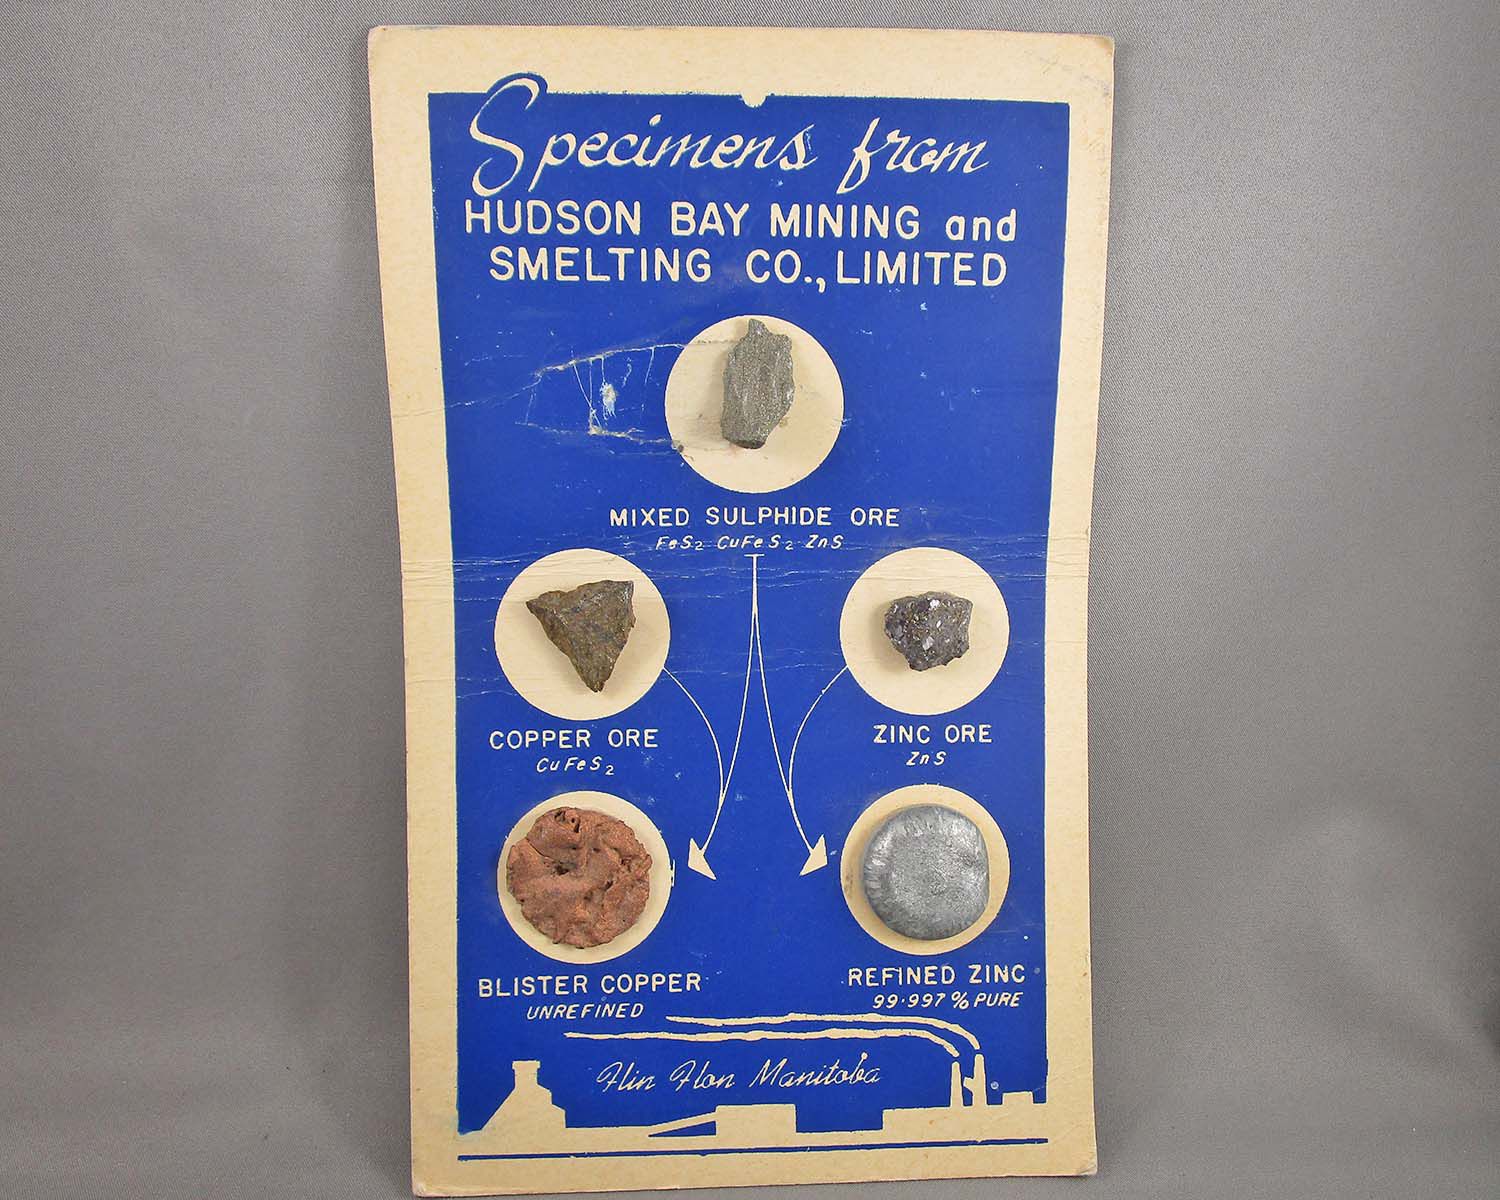 Specimens from
HUDSON BAY MINING and
SMELTING CO., LIMITED
MIXED SULPHIDE ORE
FeS₂ CuFeS₂ ZnS
COPPER ORE
CuFeS₂
ZINC ORE
ZnS
BLISTER COPPER
UNREFINED
REFINED ZINC
99.997% PURE
Flin Flon Manitoba